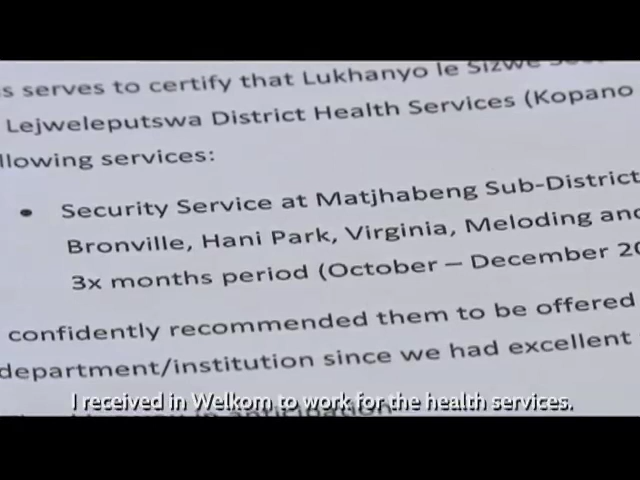 s serves to certify that Lukhanyo le Sizwe
Lejweleputswa District Health Services (Kopano
llowing services:
• Security Service at Matjhabeng Sub-District
Bronville, Hani Park, Virginia, Meloding and
3x months period (October – December 20
confidently recommended them to be offered
department/institution since we had excellent
I received in Welkom to work for the health services.